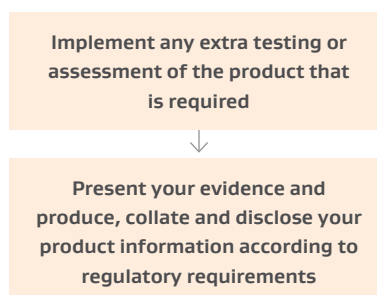 Implement any extra testing or
assessment of the product that
is required
Present your evidence and
produce, collate and disclose your
product information according to
regulatory requirements